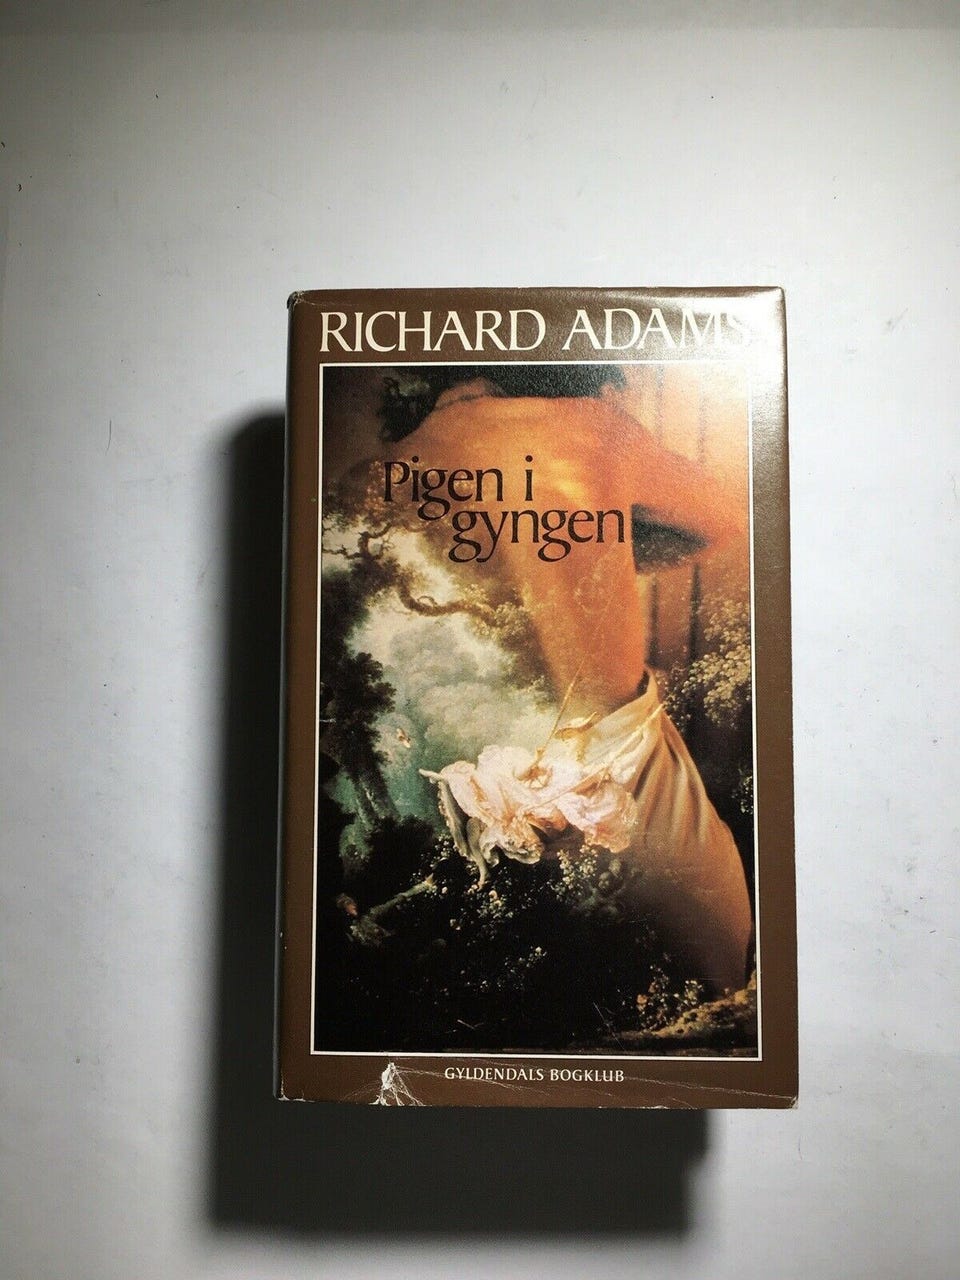 RICHARD ADAMS
Pigen i
gyngen
GYLDENDALS BOGKLUB